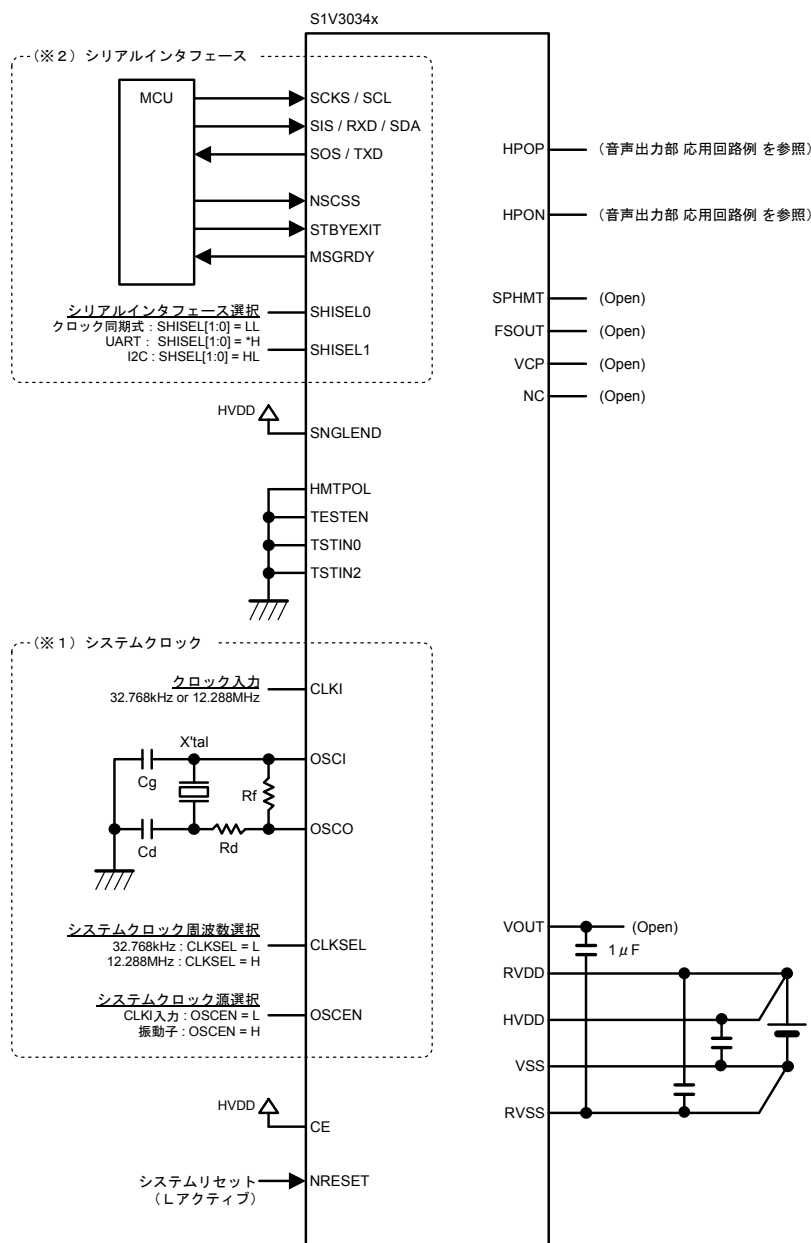 S1V3034x
(※2) シリアルインタフェース
MCU
SCKS / SCL
SIS / RXD / SDA
SOS / TXD
NSCSS
STBYEXIT
MSGRDY
シリアルインタフェース選択
クロック同期式 : SHISEL[1:0] = LL
UART : SHISEL[1:0] = *H
I2C : SHSEL[1:0] = HL
SHISEL0
SHISEL1
HPOP
(音声出力部 応用回路例 を参照)
HPON
(音声出力部 応用回路例 を参照)
SPHMT
(Open)
FSOUT
(Open)
VCP
(Open)
NC
(Open)
HVDD
SNGLEND
HMTPOL
TESTEN
TSTIN0
TSTIN2
(※1) システムクロック
クロック入力
32.768kHz or 12.288MHz
CLKI
X'tal
OSCI
Cg
Rf
OSCO
Cd
Rd
システムクロック周波数選択
32.768kHz : CLKSEL = L
12.288MHz : CLKSEL = H
CLKSEL
システムクロック源選択
CLKI入力 : OSCEN = L
振動子 : OSCEN = H
OSCEN
VOUT
(Open)
1 μ F
RVDD
HVDD
VSS
RVSS
HVDD
CE
システムリセット
(Lアクティブ)
NRESET